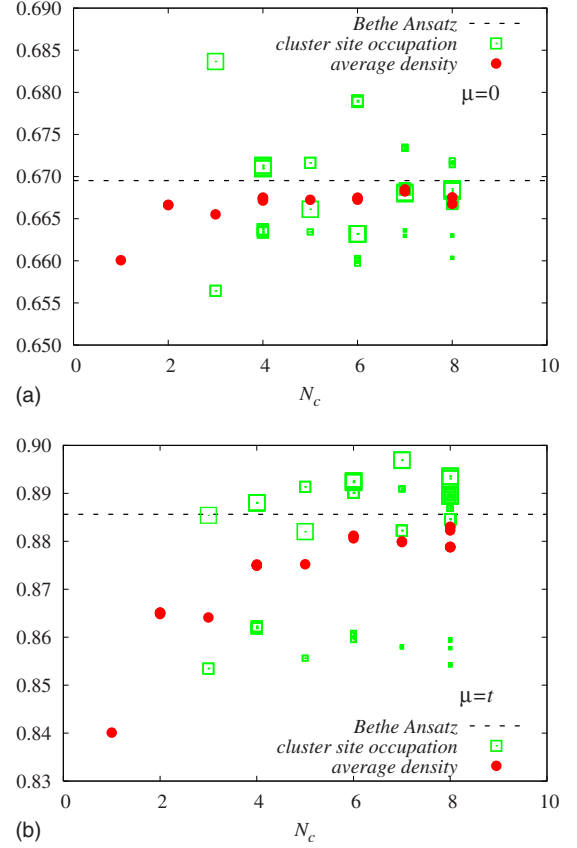 0.690
0.685
0.680
0.675
0.670
0.665
0.660
0.655
0.650
Bethe Ansatz
cluster site occupation
average density
μ=0
0 2 4 6 8 10
(a) N_c
0.90
0.89
0.88
0.87
0.86
0.85
0.84
0.83
μ=t
Bethe Ansatz
cluster site occupation
average density
0 2 4 6 8 10
(b) N_c